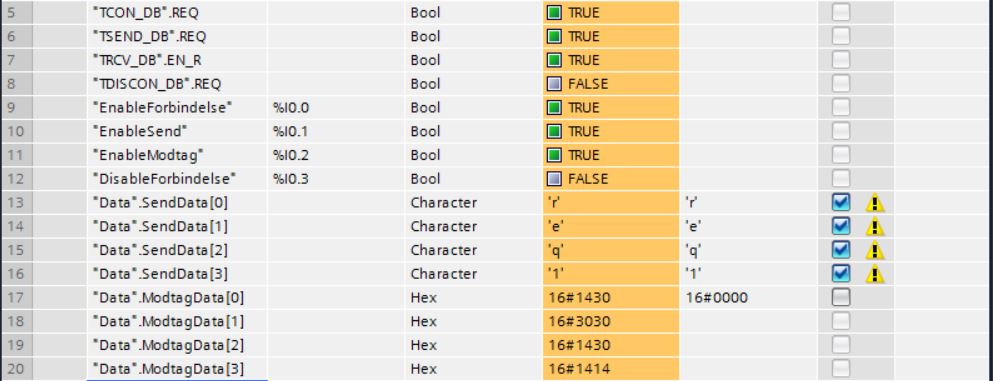 5 "TCON_DB".REQ Bool TRUE
6 "TSEND_DB".REQ Bool TRUE
7 "TRCV_DB".EN_R Bool TRUE
8 "TDISCON_DB".REQ Bool FALSE
9 "EnableForbindelse" %I0.0 Bool TRUE
10 "EnableSend" %I0.1 Bool TRUE
11 "EnableModtag" %I0.2 Bool TRUE
12 "DisableForbindelse" %I0.3 Bool FALSE
13 "Data".SendData[0] Character 'r' 'r'
14 "Data".SendData[1] Character 'e' 'e'
15 "Data".SendData[2] Character 'q' 'q'
16 "Data".SendData[3] Character '1' '1'
17 "Data".ModtagData[0] Hex 16#1430 16#0000
18 "Data".ModtagData[1] Hex 16#3030
19 "Data".ModtagData[2] Hex 16#1430
20 "Data".ModtagData[3] Hex 16#1414